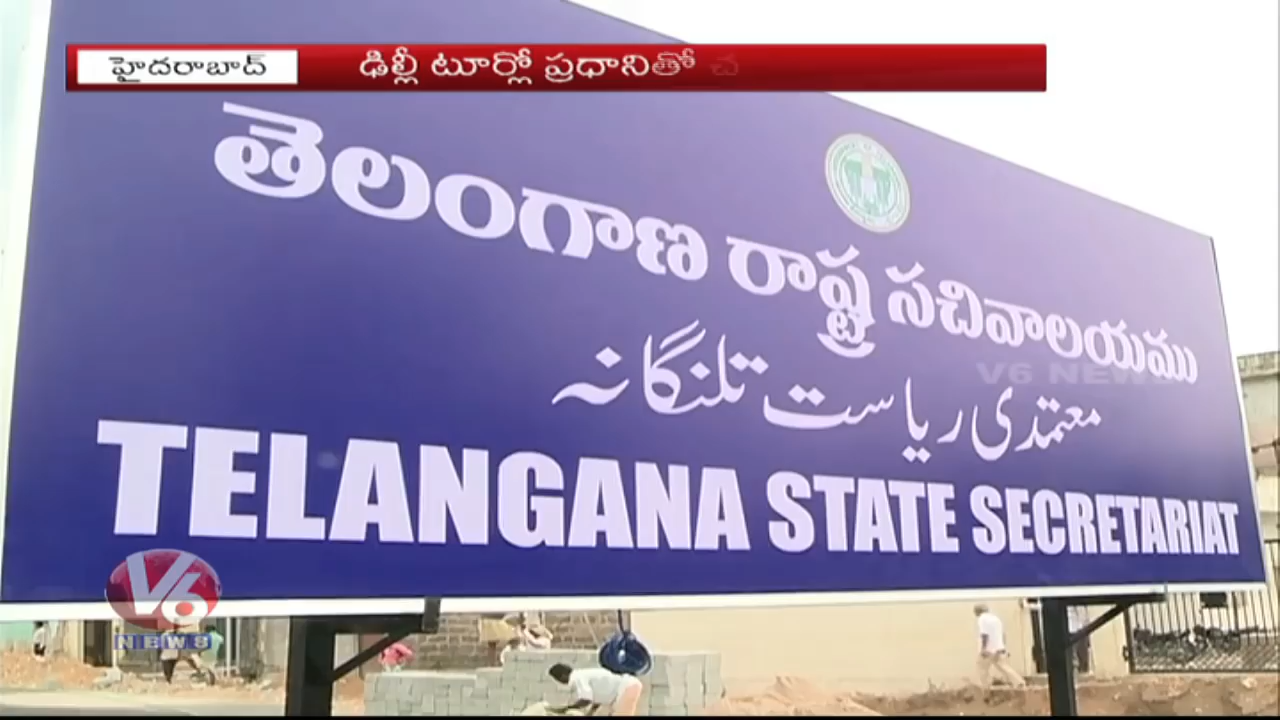 హైదరాబాద్ ఢిల్లీ టూర్లో ప్రధానితో చ
తెలంగాణ రాష్ట్ర సచివాలయము
V6 NEWS
معتمدی ریاست تلنگانہ
TELANGANA STATE SECRETARIAT
V6
NEWS